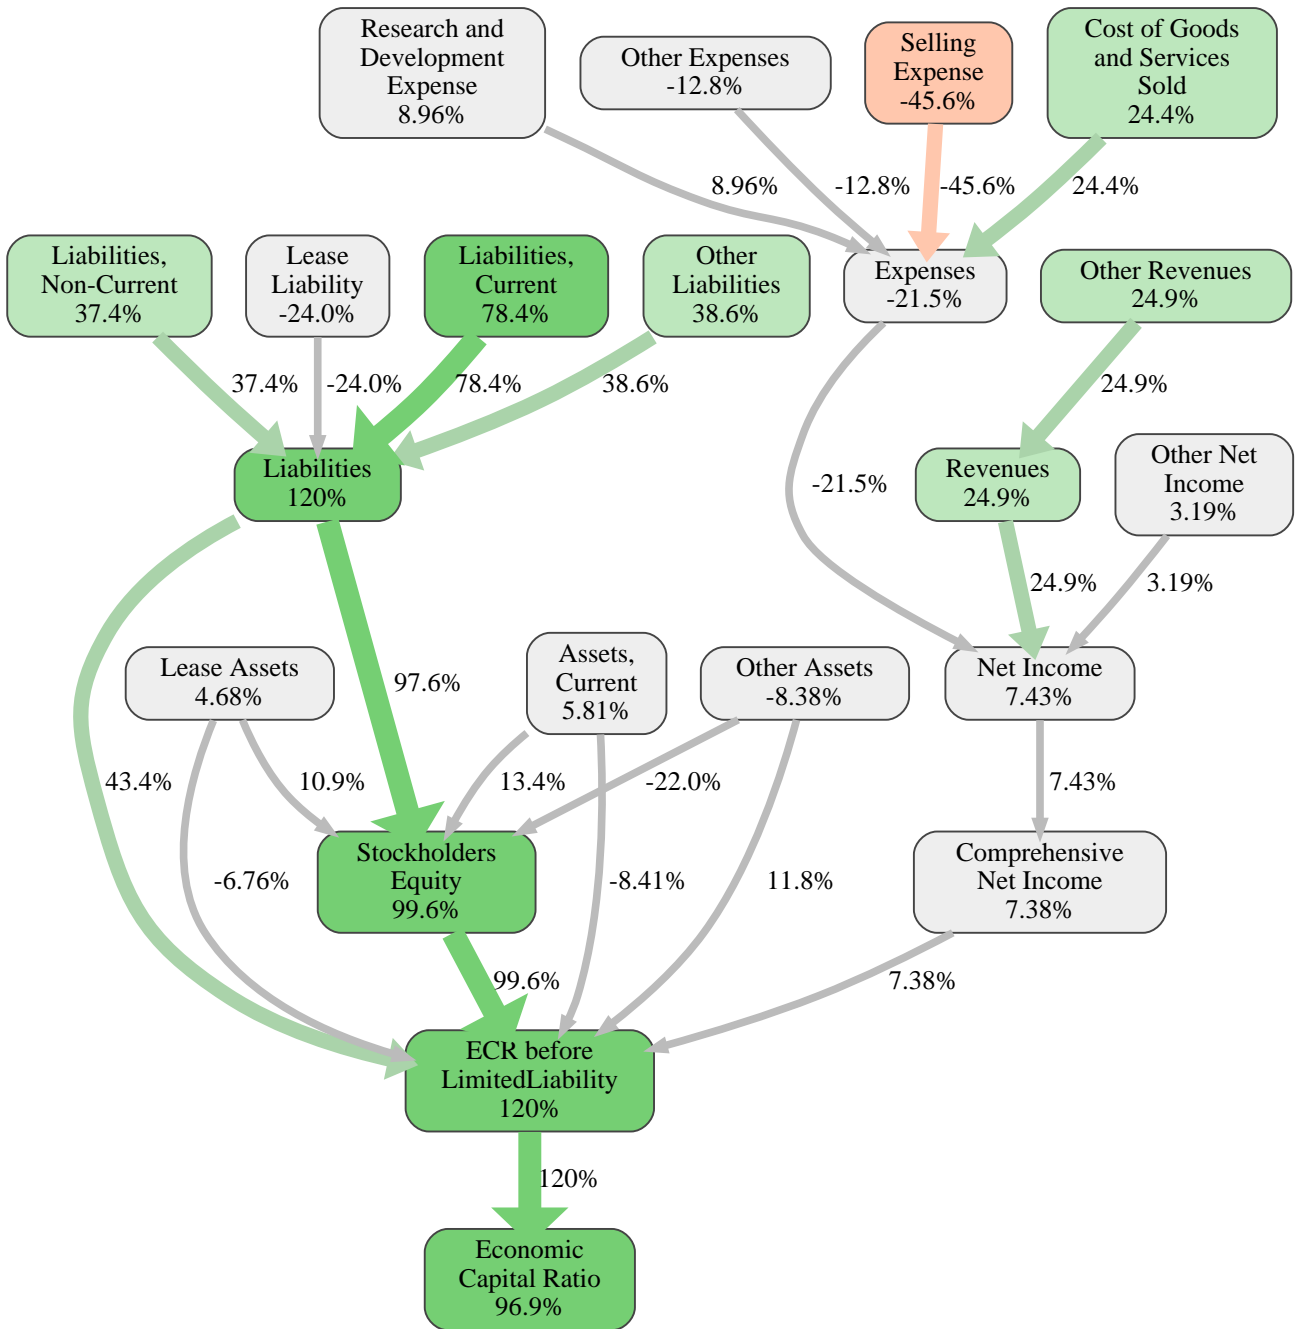 Research and
Development
Expense
8.96%
Other Expenses
-12.8%
Selling
Expense
-45.6%
Cost of Goods
and Services
Sold
24.4%
8.96%
-12.8%
-45.6%
24.4%
Liabilities,
Non-Current
37.4%
Lease
Liability
-24.0%
Liabilities,
Current
78.4%
Other
Liabilities
38.6%
Expenses
-21.5%
Other Revenues
24.9%
37.4%
-24.0%
78.4%
38.6%
24.9%
Liabilities
120%
-21.5%
Revenues
24.9%
Other Net
Income
3.19%
24.9%
3.19%
Lease Assets
4.68%
97.6%
Assets,
Current
5.81%
Other Assets
-8.38%
Net Income
7.43%
43.4%
10.9%
13.4%
-22.0%
7.43%
Stockholders
Equity
99.6%
-6.76%
-8.41%
11.8%
Comprehensive
Net Income
7.38%
99.6%
7.38%
ECR before
LimitedLiability
120%
120%
Economic
Capital Ratio
96.9%